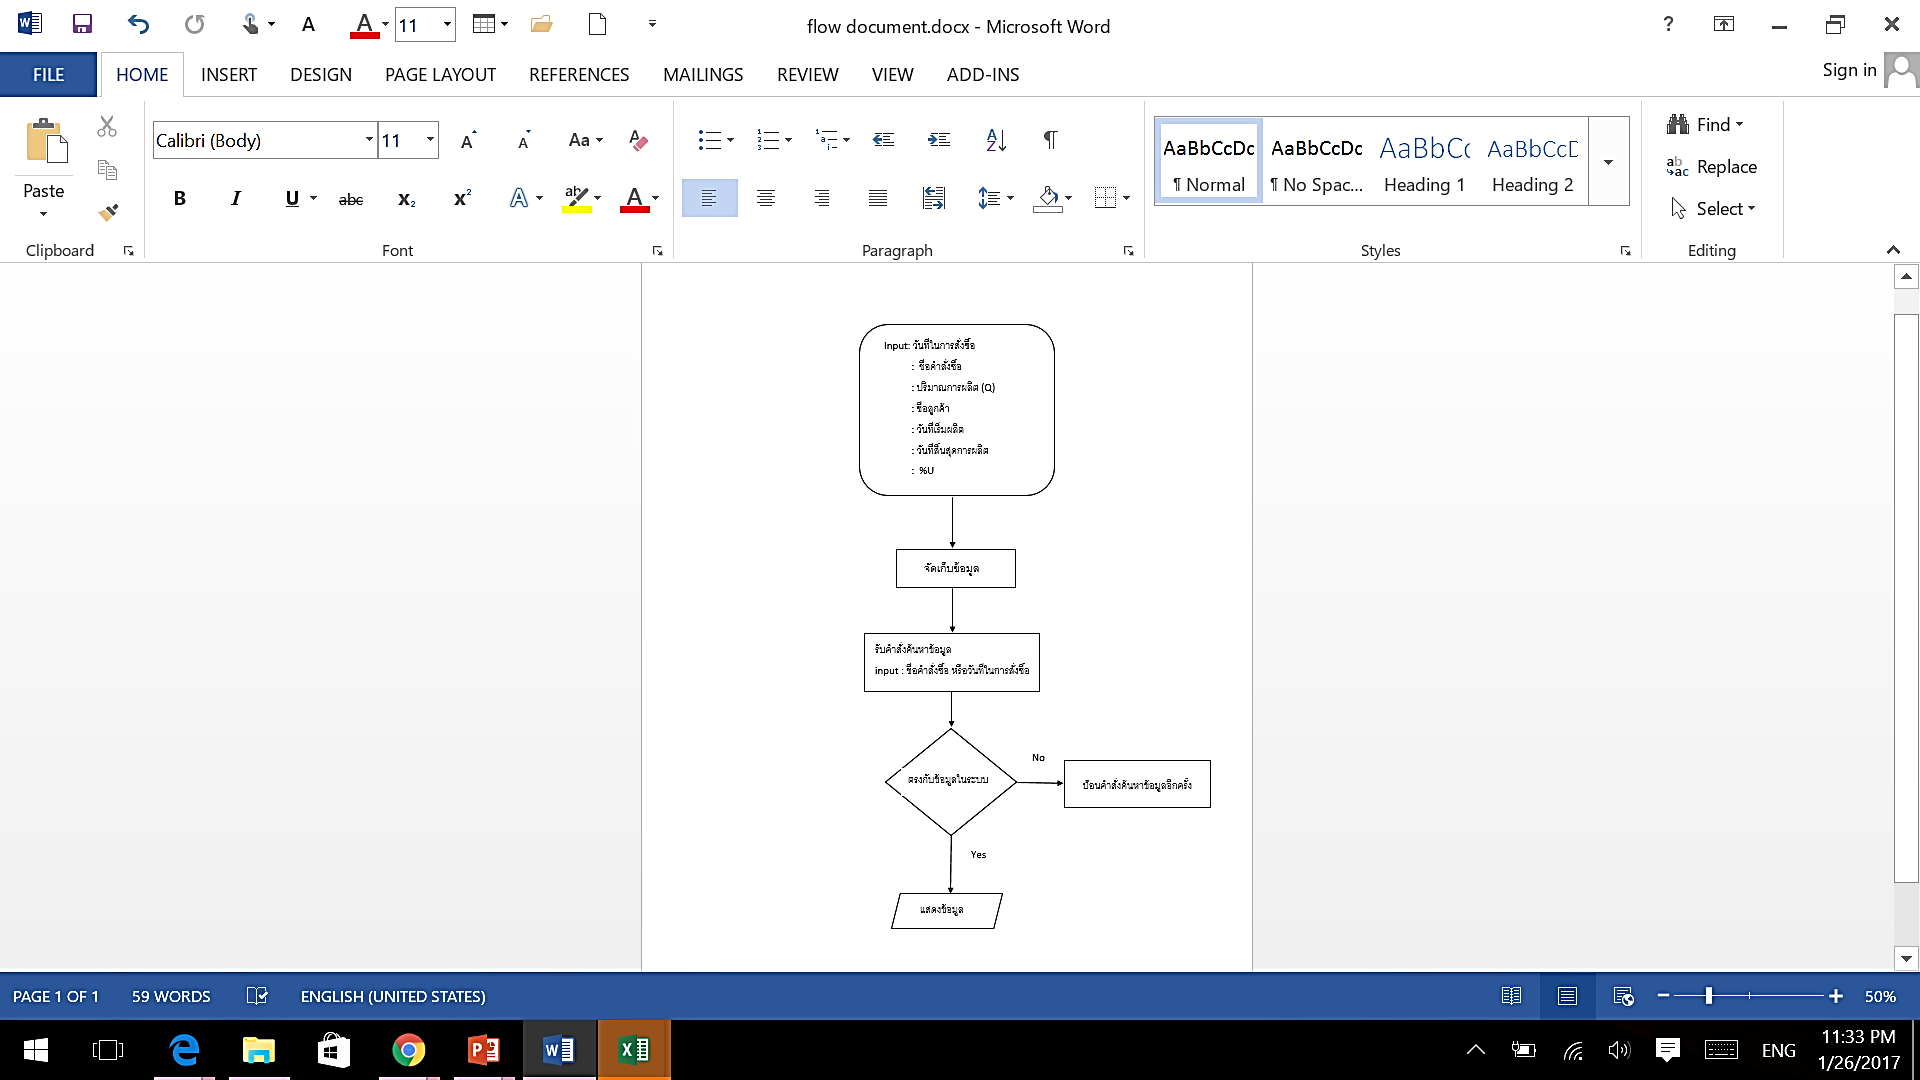 11
flow document.docx - Microsoft Word
?
FILE
HOME
INSERT
DESIGN
PAGE LAYOUT
REFERENCES
MAILINGS
REVIEW
VIEW
ADD-INS
Sign in
Paste
Clipboard
Calibri (Body)
11
Font
Paragraph
AaBbCcDc
¶ Normal
AaBbCcDc
¶ No Spac...
AaBbCc
Heading 1
AaBbCcD
Heading 2
Styles
Find
Replace
Select
Editing
Input: วันที่ในการสั่งซื้อ
: ชื่อคำสั่งซื้อ
: ปริมาณการผลิต (Q)
: ชื่อลูกค้า
: วันที่เริ่มผลิต
: วันที่สิ้นสุดการผลิต
: %U
จัดเก็บข้อมูล
รับคำสั่งค้นหาข้อมูล
input : ชื่อคำสั่งซื้อ หรือวันที่ในการสั่งซื้อ
ตรงกับข้อมูลในระบบ
No
ป้อนคำสั่งค้นหาข้อมูลอีกครั้ง
Yes
แสดงข้อมูล
PAGE 1 OF 1
59 WORDS
ENGLISH (UNITED STATES)
50%
ENG
11:33 PM
1/26/2017